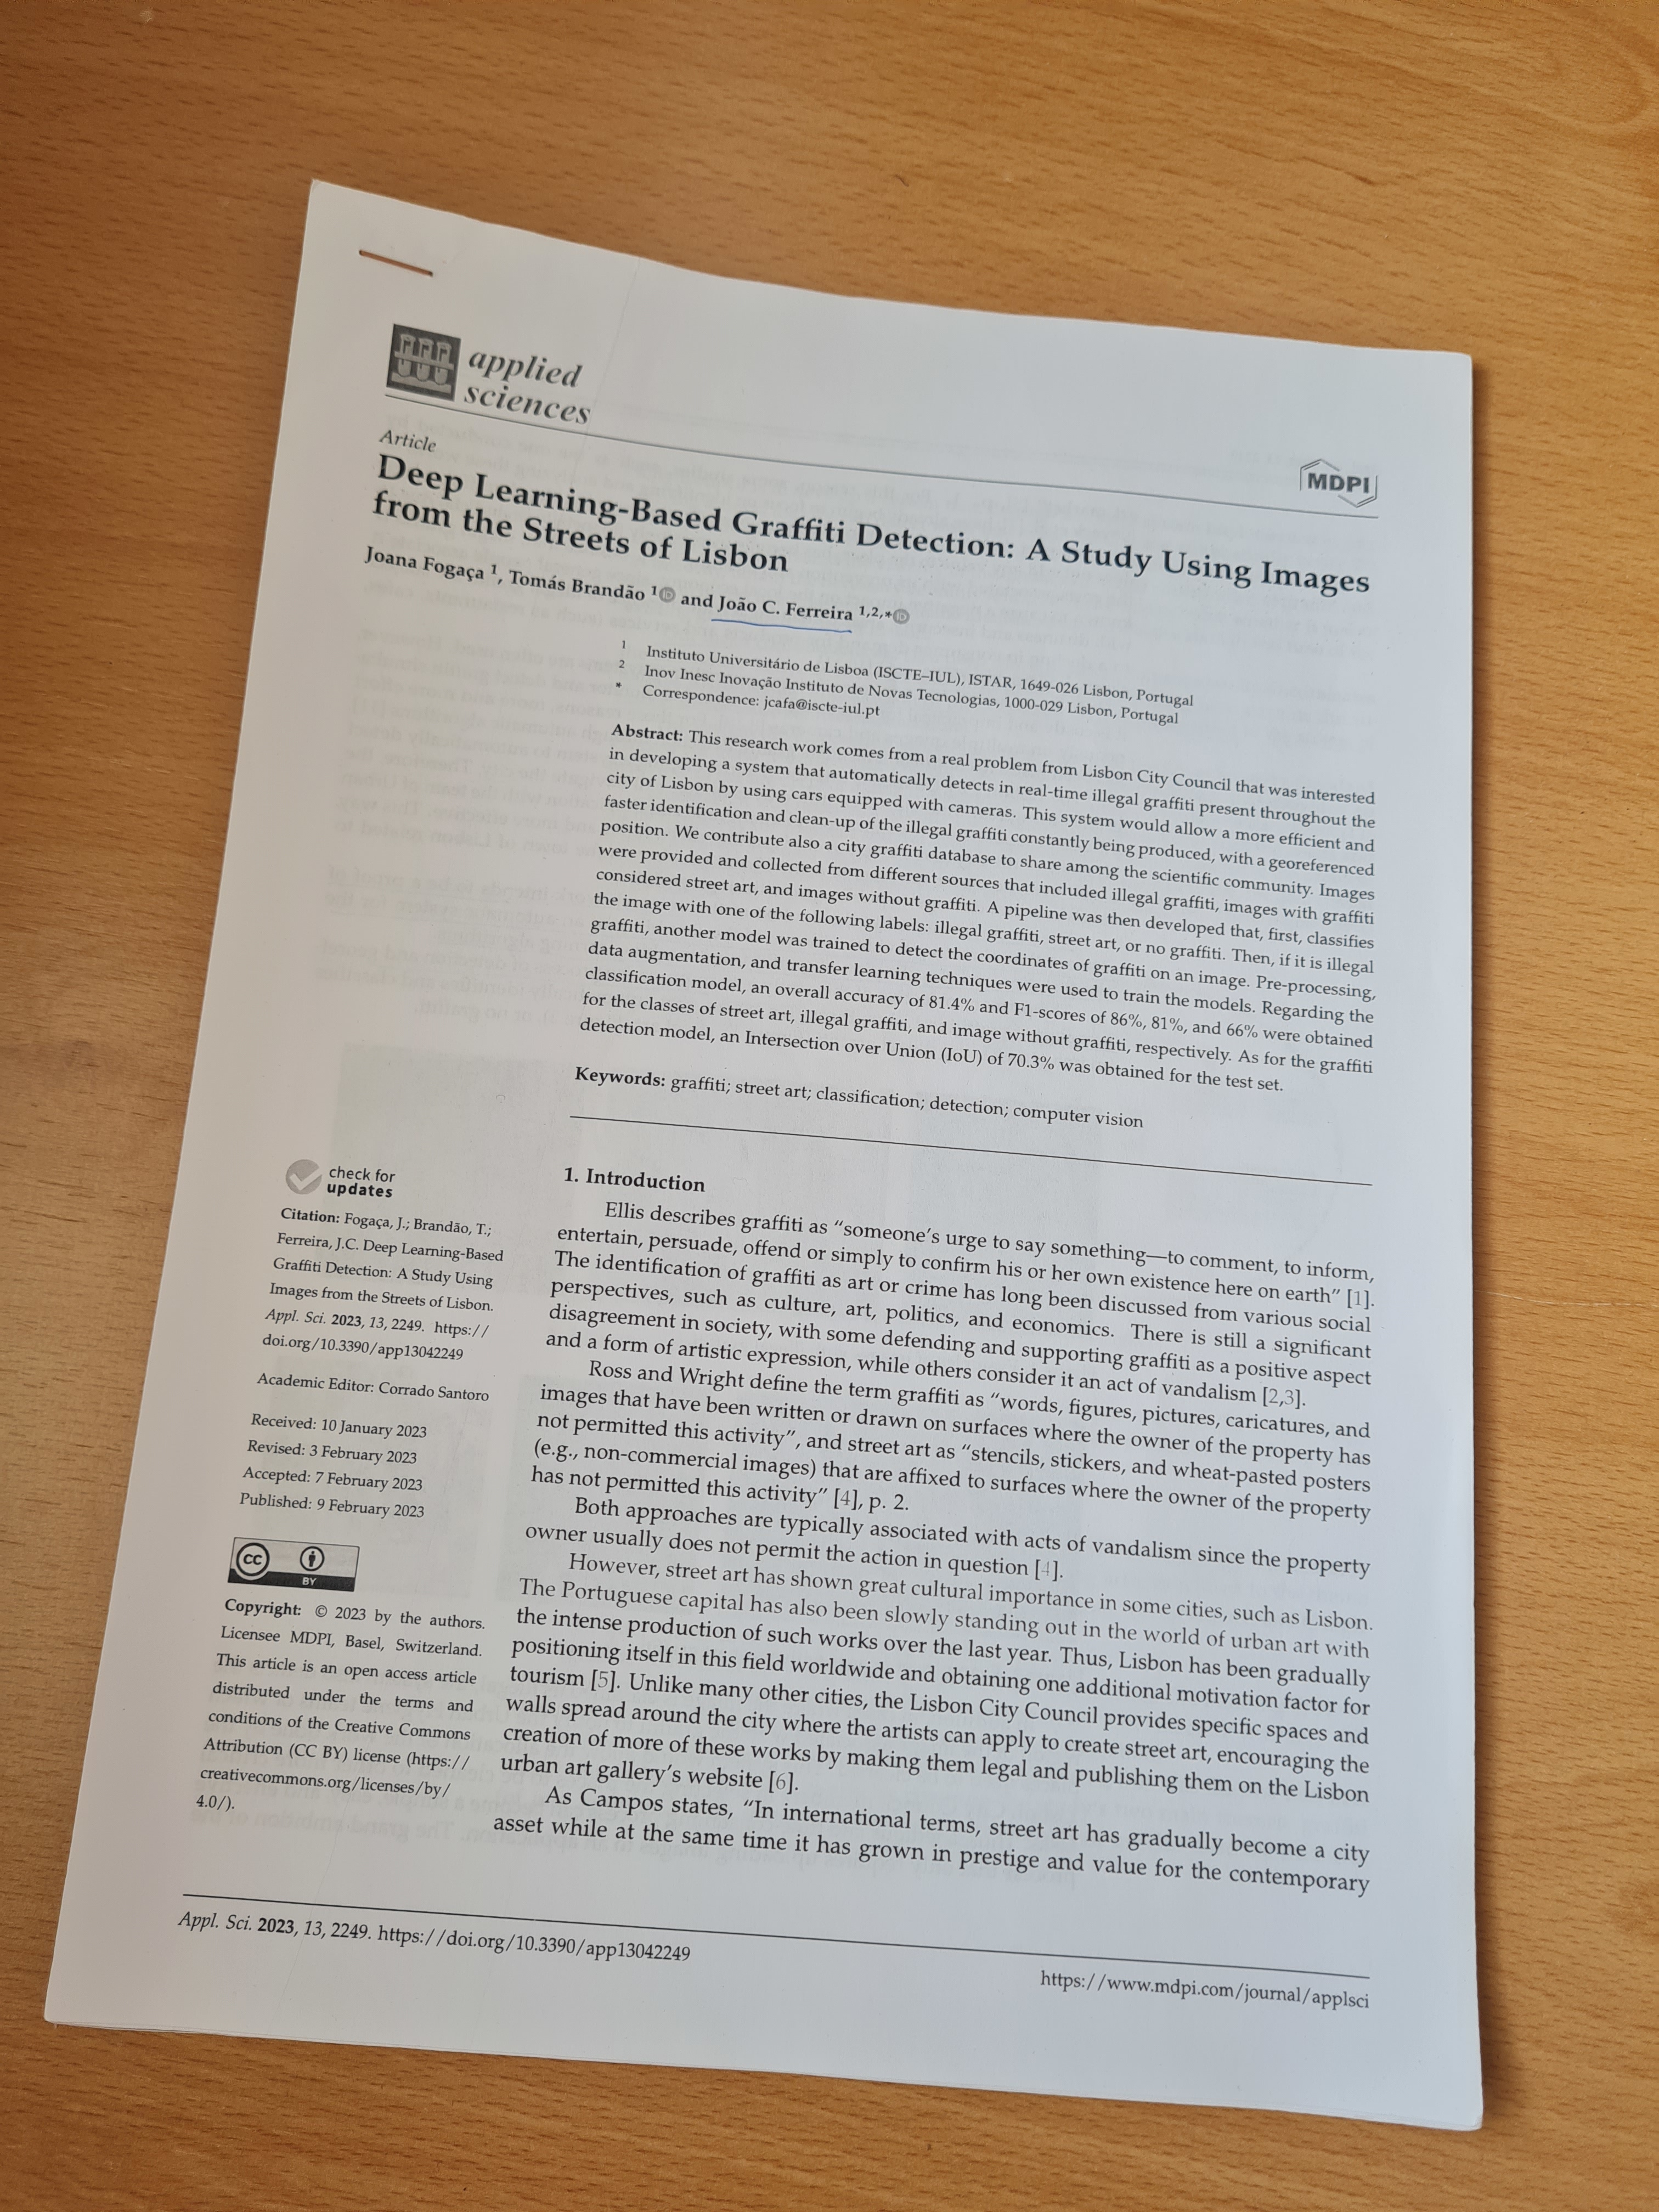 applied
sciences
MDPI
Article
Deep Learning-Based Graffiti Detection: A Study Using Images
from the Streets of Lisbon
Joana Fogaça 1, Tomás Brandão 1 iD and João C. Ferreira 1,2,* iD
1 Instituto Universitário de Lisboa (ISCTE–IUL), ISTAR, 1649-026 Lisbon, Portugal
2 Inov Inesc Inovação Instituto de Novas Tecnologias, 1000-029 Lisbon, Portugal
* Correspondence: jcafa@iscte-iul.pt
Abstract: This research work comes from a real problem from Lisbon City Council that was interested
in developing a system that automatically detects in real-time illegal graffiti present throughout the
city of Lisbon by using cars equipped with cameras. This system would allow a more efficient and
faster identification and clean-up of the illegal graffiti constantly being produced, with a georeferenced
position. We contribute also a city graffiti database to share among the scientific community. Images
were provided and collected from different sources that included illegal graffiti, images with graffiti
considered street art, and images without graffiti. A pipeline was then developed that, first, classifies
the image with one of the following labels: illegal graffiti, street art, or no graffiti. Then, if it is illegal
graffiti, another model was trained to detect the coordinates of graffiti on an image. Pre-processing,
data augmentation, and transfer learning techniques were used to train the models. Regarding the
classification model, an overall accuracy of 81.4% and F1-scores of 86%, 81%, and 66% were obtained
for the classes of street art, illegal graffiti, and image without graffiti, respectively. As for the graffiti
detection model, an Intersection over Union (IoU) of 70.3% was obtained for the test set.
Keywords: graffiti; street art; classification; detection; computer vision
check for
updates
Citation: Fogaça, J.; Brandão, T.;
Ferreira, J.C. Deep Learning-Based
Graffiti Detection: A Study Using
Images from the Streets of Lisbon.
Appl. Sci. 2023, 13, 2249. https://
doi.org/10.3390/app13042249
Academic Editor: Corrado Santoro
Received: 10 January 2023
Revised: 3 February 2023
Accepted: 7 February 2023
Published: 9 February 2023
cc
BY
Copyright: © 2023 by the authors.
Licensee MDPI, Basel, Switzerland.
This article is an open access article
distributed under the terms and
conditions of the Creative Commons
Attribution (CC BY) license (https://
creativecommons.org/licenses/by/
4.0/).
1. Introduction
Ellis describes graffiti as “someone’s urge to say something—to comment, to inform,
entertain, persuade, offend or simply to confirm his or her own existence here on earth” [1].
The identification of graffiti as art or crime has long been discussed from various social
perspectives, such as culture, art, politics, and economics. There is still a significant
disagreement in society, with some defending and supporting graffiti as a positive aspect
and a form of artistic expression, while others consider it an act of vandalism [2,3].
Ross and Wright define the term graffiti as “words, figures, pictures, caricatures, and
images that have been written or drawn on surfaces where the owner of the property has
not permitted this activity”, and street art as “stencils, stickers, and wheat-pasted posters
(e.g., non-commercial images) that are affixed to surfaces where the owner of the property
has not permitted this activity” [4], p. 2.
Both approaches are typically associated with acts of vandalism since the property
owner usually does not permit the action in question [4].
However, street art has shown great cultural importance in some cities, such as Lisbon.
The Portuguese capital has also been slowly standing out in the world of urban art with
the intense production of such works over the last year. Thus, Lisbon has been gradually
positioning itself in this field worldwide and obtaining one additional motivation factor for
tourism [5]. Unlike many other cities, the Lisbon City Council provides specific spaces and
walls spread around the city where the artists can apply to create street art, encouraging the
creation of more of these works by making them legal and publishing them on the Lisbon
urban art gallery’s website [6].
As Campos states, “In international terms, street art has gradually become a city
asset while at the same time it has grown in prestige and value for the contemporary
Appl. Sci. 2023, 13, 2249. https://doi.org/10.3390/app13042249
https://www.mdpi.com/journal/applsci